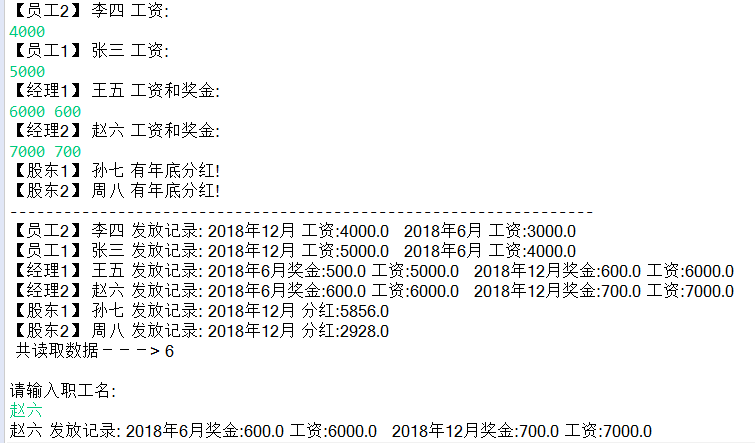 【员工2】 李四 工资:
4000
【员工1】 张三 工资:
5000
【经理1】 王五 工资和奖金:
6000 600
【经理2】 赵六 工资和奖金:
7000 700
【股东1】 孙七 有年底分红!
【股东2】 周八 有年底分红!
-----------------------------------------------------------------
【员工2】 李四 发放记录: 2018年12月 工资:4000.0 2018年6月 工资:3000.0
【员工1】 张三 发放记录: 2018年12月 工资:5000.0 2018年6月 工资:4000.0
【经理1】 王五 发放记录: 2018年6月奖金:500.0 工资:5000.0 2018年12月奖金:600.0 工资:6000.0
【经理2】 赵六 发放记录: 2018年6月奖金:600.0 工资:6000.0 2018年12月奖金:700.0 工资:7000.0
【股东1】 孙七 发放记录: 2018年12月 分红:5856.0
【股东2】 周八 发放记录: 2018年12月 分红:2928.0
共读取数据－－－> 6
请输入职工名:
赵六
赵六 发放记录: 2018年6月奖金:600.0 工资:6000.0 2018年12月奖金:700.0 工资:7000.0